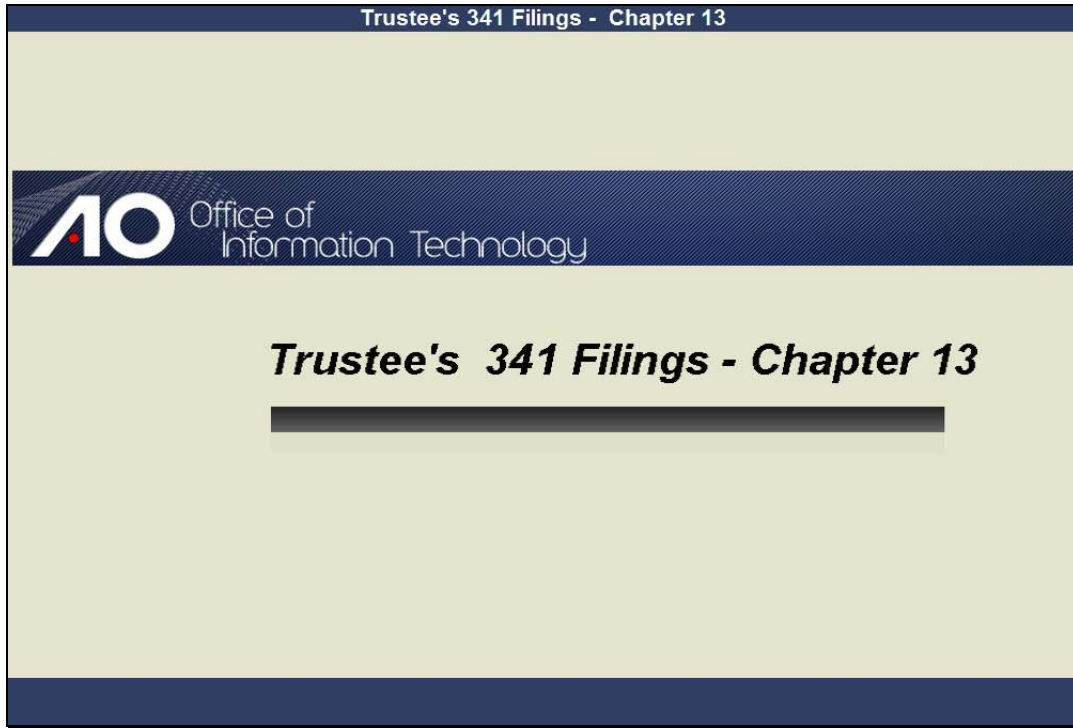 Trustee's 341 Filings - Chapter 13
AO Office of
Information Technology
Trustee's 341 Filings - Chapter 13